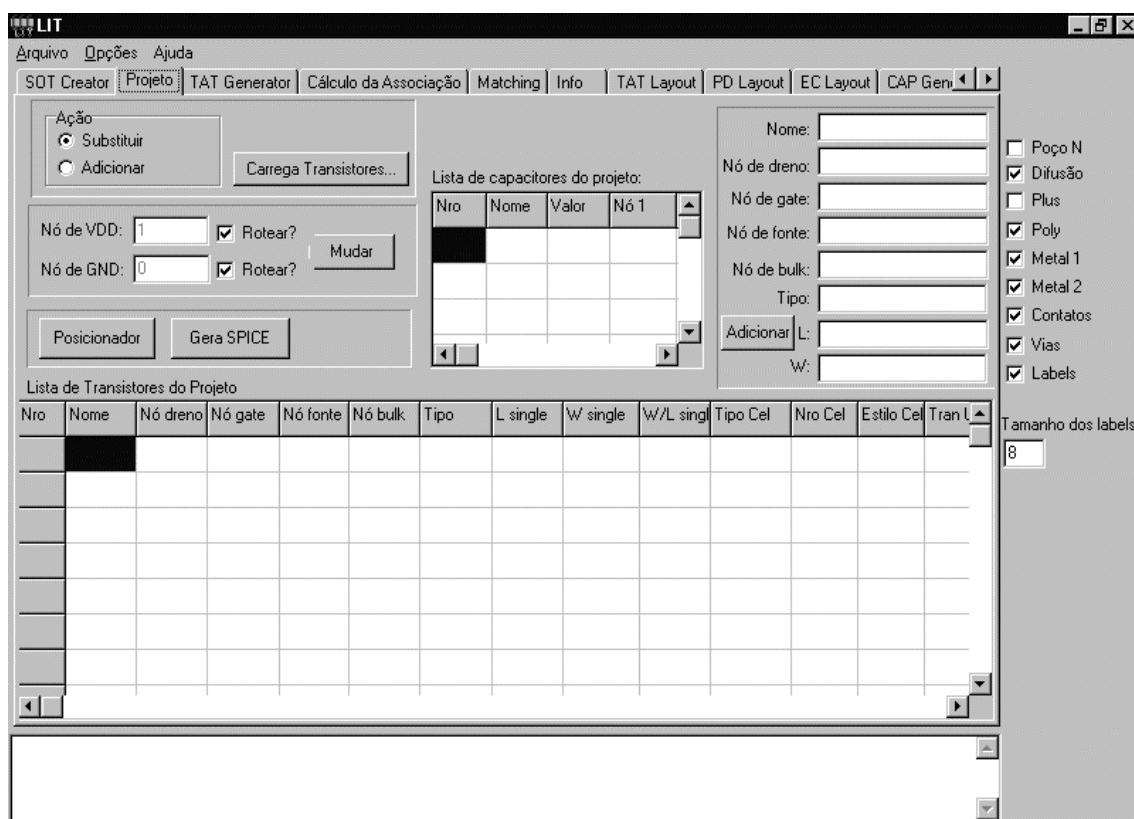 LIT
Arquivo Opções Ajuda
SOT Creator Projeto TAT Generator Cálculo da Associação Matching Info TAT Layout PD Layout EC Layout CAP
Ação
Substituir
Adicionar
Carrega Transistores...
Nó de VDD: 1 Rotear?
Nó de GND: 0 Rotear?
Mudar
Posicionador Gera SPICE
Lista de capacitores do projeto:
Nro Nome Valor Nó 1
Nome:
Nó de dreno:
Nó de gate:
Nó de fonte:
Nó de bulk:
Tipo:
Adicionar L:
W:
Poço N
Difusão
Plus
Poly
Metal 1
Metal 2
Contatos
Vias
Labels
Tamanho dos labels
8
Lista de Transistores do Projeto
Nro Nome Nó dreno Nó gate Nó fonte Nó bulk Tipo L single W single W/L singl Tipo Cel Nro Cel Estilo Cel Tran